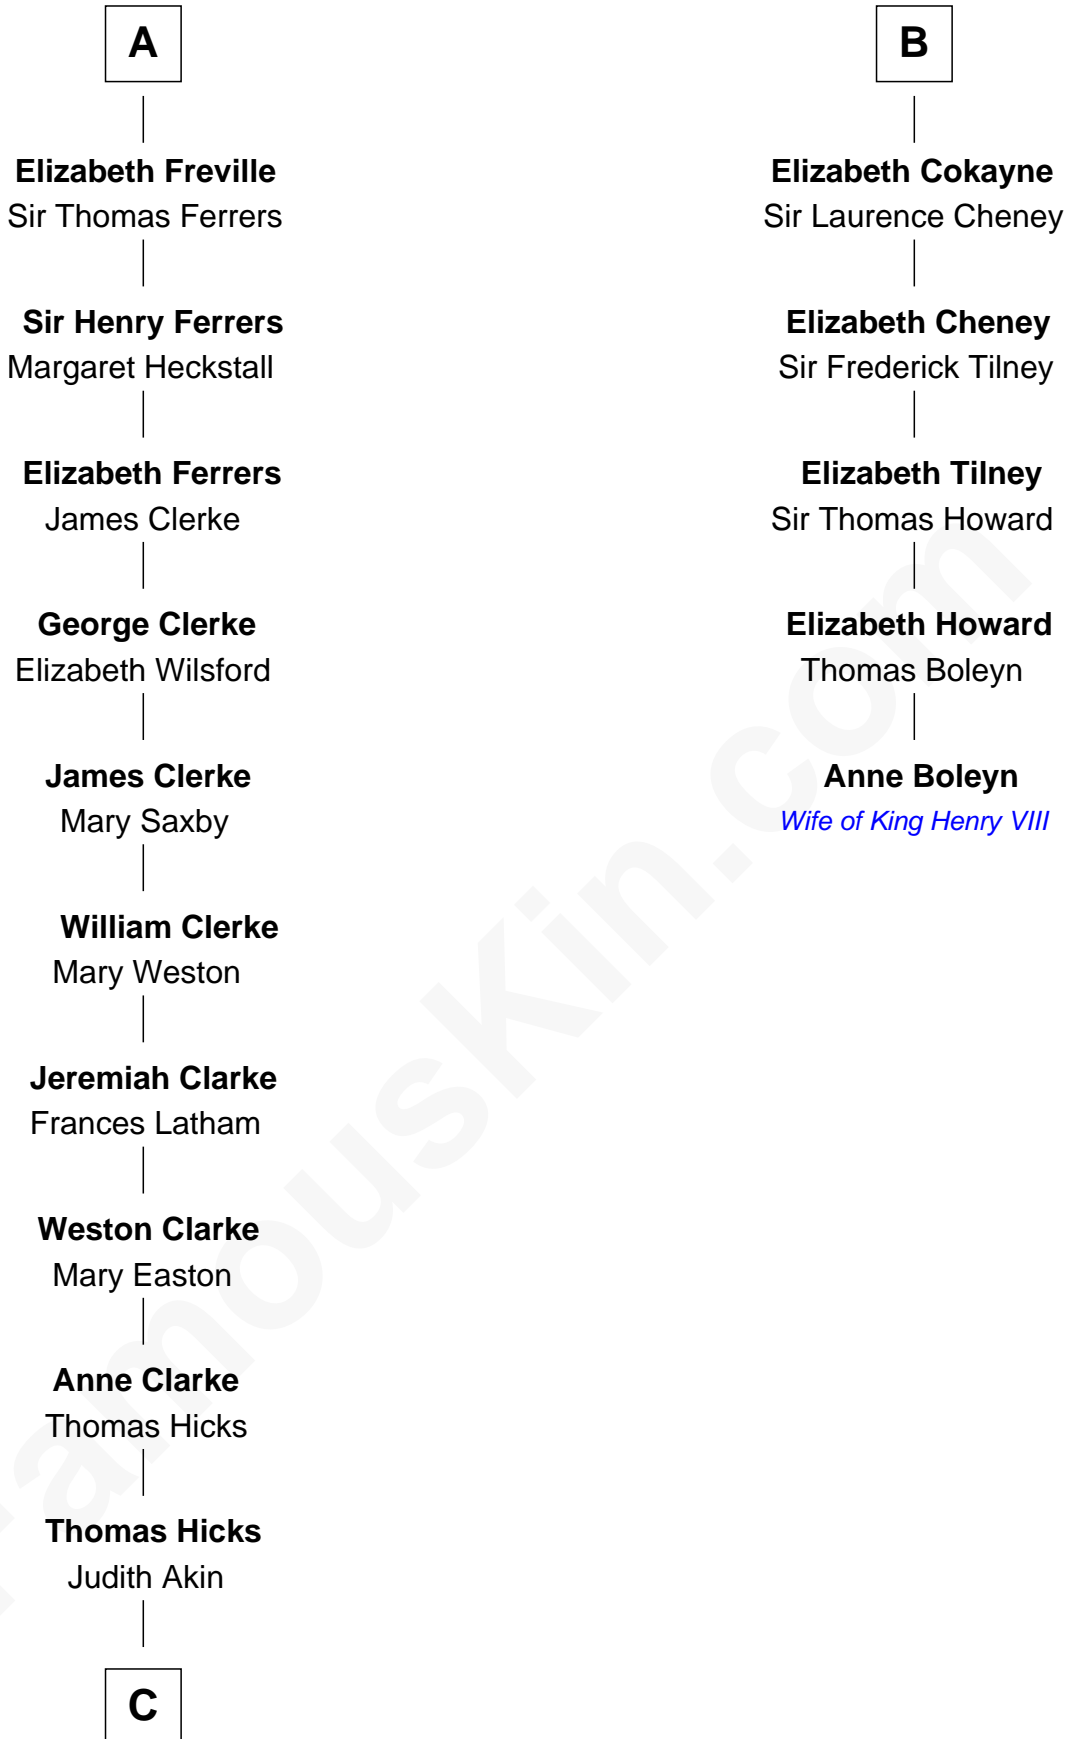 A
Elizabeth Freville
Sir Thomas Ferrers
Sir Henry Ferrers
Margaret Heckstall
Elizabeth Ferrers
James Clerke
George Clerke
Elizabeth Wilsford
James Clerke
Mary Saxby
William Clerke
Mary Weston
Jeremiah Clarke
Frances Latham
Weston Clarke
Mary Easton
Anne Clarke
Thomas Hicks
Thomas Hicks
Judith Akin
C
B
Elizabeth Cokayne
Sir Laurence Cheney
Elizabeth Cheney
Sir Frederick Tilney
Elizabeth Tilney
Sir Thomas Howard
Elizabeth Howard
Thomas Boleyn
Anne Boleyn
Wife of King Henry VIII
FamousKin.com